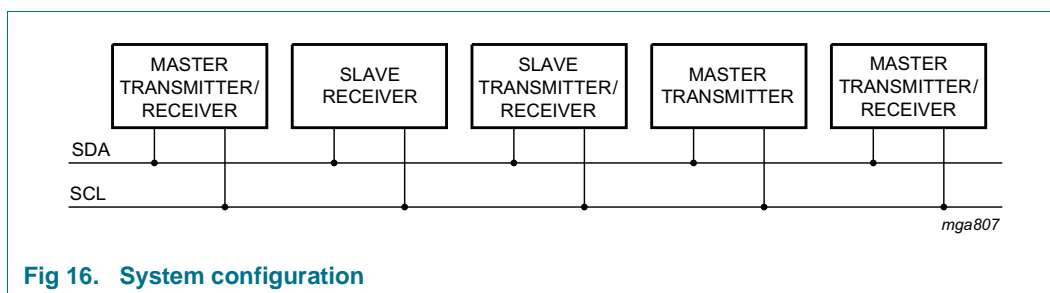 MASTER
TRANSMITTER/
RECEIVER
SLAVE
RECEIVER
SLAVE
TRANSMITTER/
RECEIVER
MASTER
TRANSMITTER
MASTER
TRANSMITTER/
RECEIVER
SDA
SCL
mga807
Fig 16. System configuration